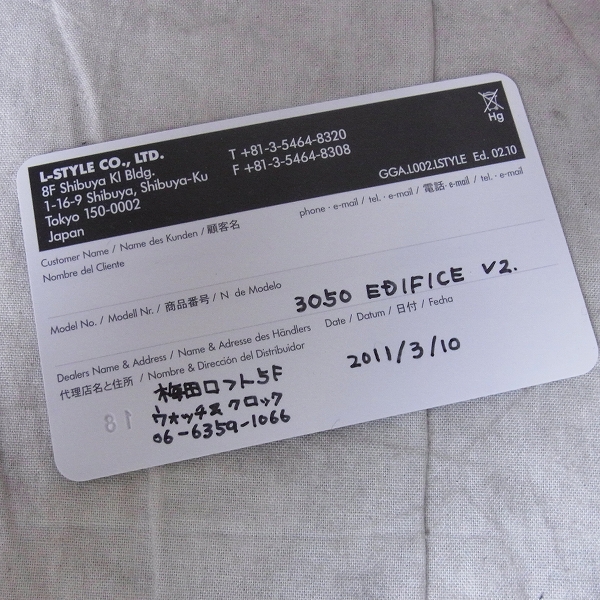 L-STYLE CO., LTD.
8F Shibuya KI Bldg.
1-16-9 Shibuya, Shibuya-Ku
Tokyo 150-0002
Japan
T +81-3-5464-8320
F +81-3-5464-8308
Hg
GGA.L002.LSTYLE Ed. 02.10
Customer Name / Name des Kunden / 顧客名
Nombre del Cliente
phone · e-mail / tel. · e-mail / 電話· e-mail / tel. · e-mail
Model No. / Modell Nr. / 商品番号 / N de Modelo
3050 EDIFICE V2.
Dealers Name & Address / Name & Adresse des Händlers
代理店名と住所 / Nombre & Dirección del Distribuidor
Date / Datum / 日付 / Fecha
梅田ロフト5F
ウォッチ&クロック
06-6359-1066
2011/3/10